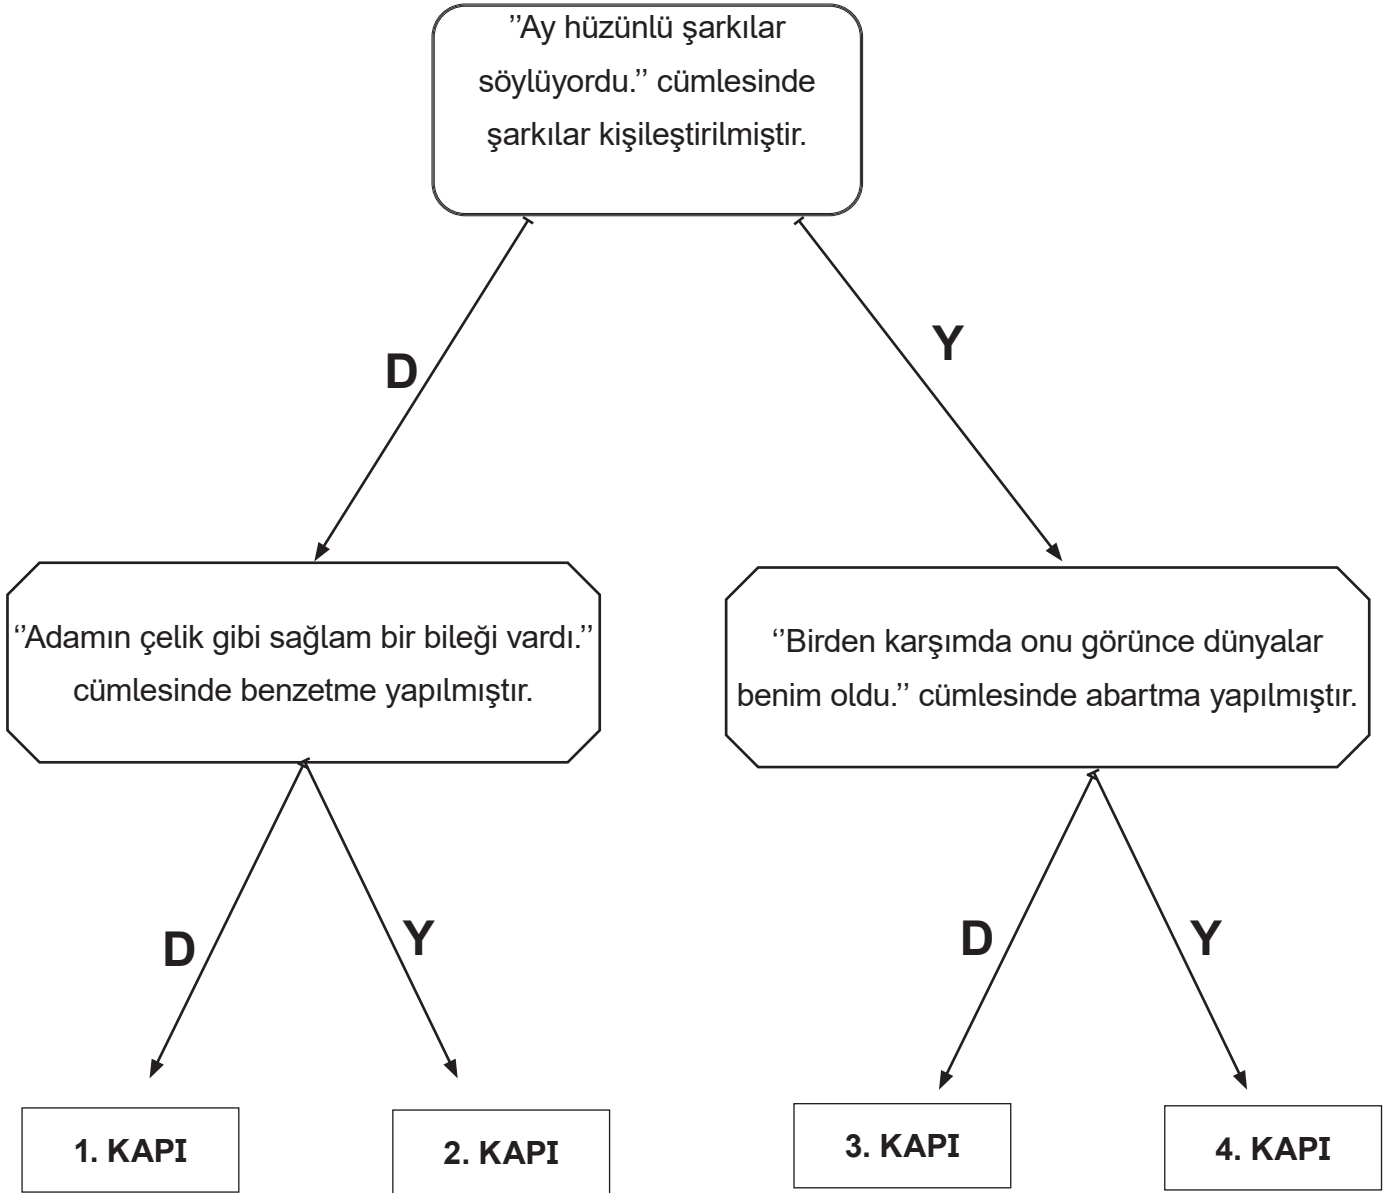 ’’Ay hüzünlü şarkılar
söylüyordu.’’ cümlesinde
şarkılar kişileştirilmiştir.
D
Y
‘’Adamın çelik gibi sağlam bir bileği vardı.’’
cümlesinde benzetme yapılmıştır.
‘’Birden karşımda onu görünce dünyalar
benim oldu.’’ cümlesinde abartma yapılmıştır.
D
Y
D
Y
1. KAPI
2. KAPI
3. KAPI
4. KAPI